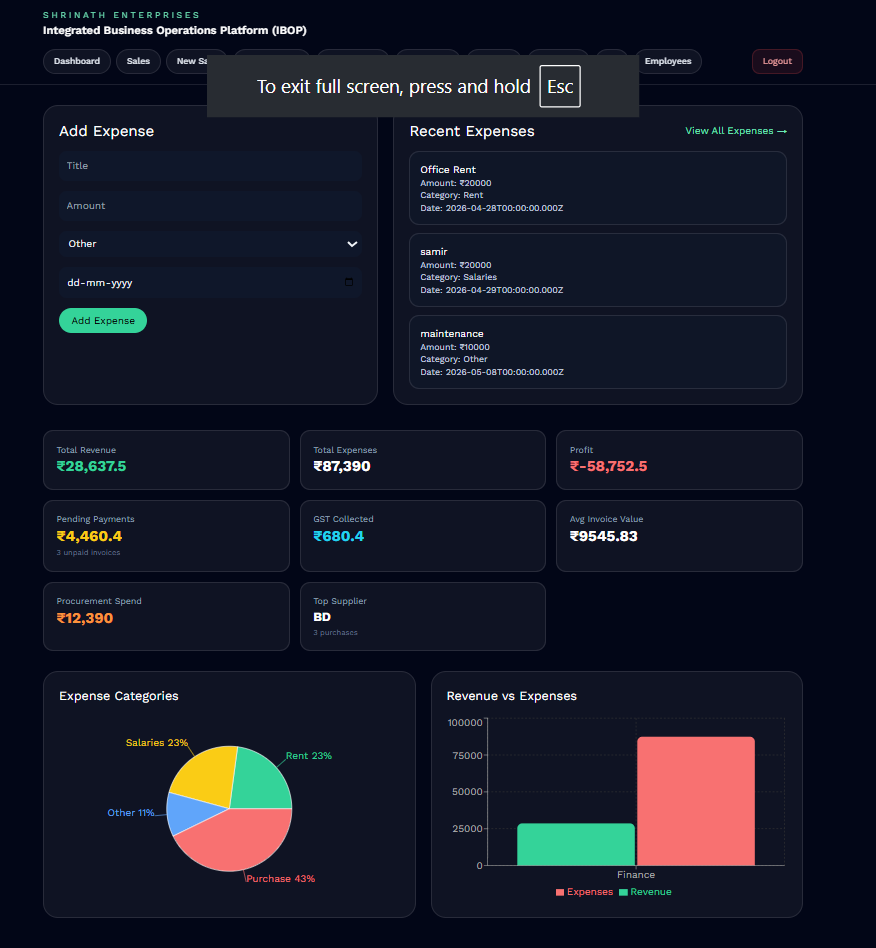 SHRINATH ENTERPRISES
Integrated Business Operations Platform (IBOP)
Dashboard
Sales
New Sa
Employees
Logout
To exit full screen, press and hold Esc
Add Expense
Title
Amount
Other
dd-mm-yyyy
Add Expense
Recent Expenses
View All Expenses →
Office Rent
Amount: ₹20000
Category: Rent
Date: 2026-04-28T00:00:00.000Z
samir
Amount: ₹20000
Category: Salaries
Date: 2026-04-29T00:00:00.000Z
maintenance
Amount: ₹10000
Category: Other
Date: 2026-05-08T00:00:00.000Z
Total Revenue
₹28,637.5
Total Expenses
₹87,390
Profit
₹-58,752.5
Pending Payments
₹4,460.4
3 unpaid invoices
GST Collected
₹680.4
Avg Invoice Value
₹9545.83
Procurement Spend
₹12,390
Top Supplier
BD
3 purchases
Expense Categories
Salaries 23%
Rent 23%
Other 11%
Purchase 43%
Revenue vs Expenses
100000
75000
50000
25000
0
Finance
Expenses
Revenue